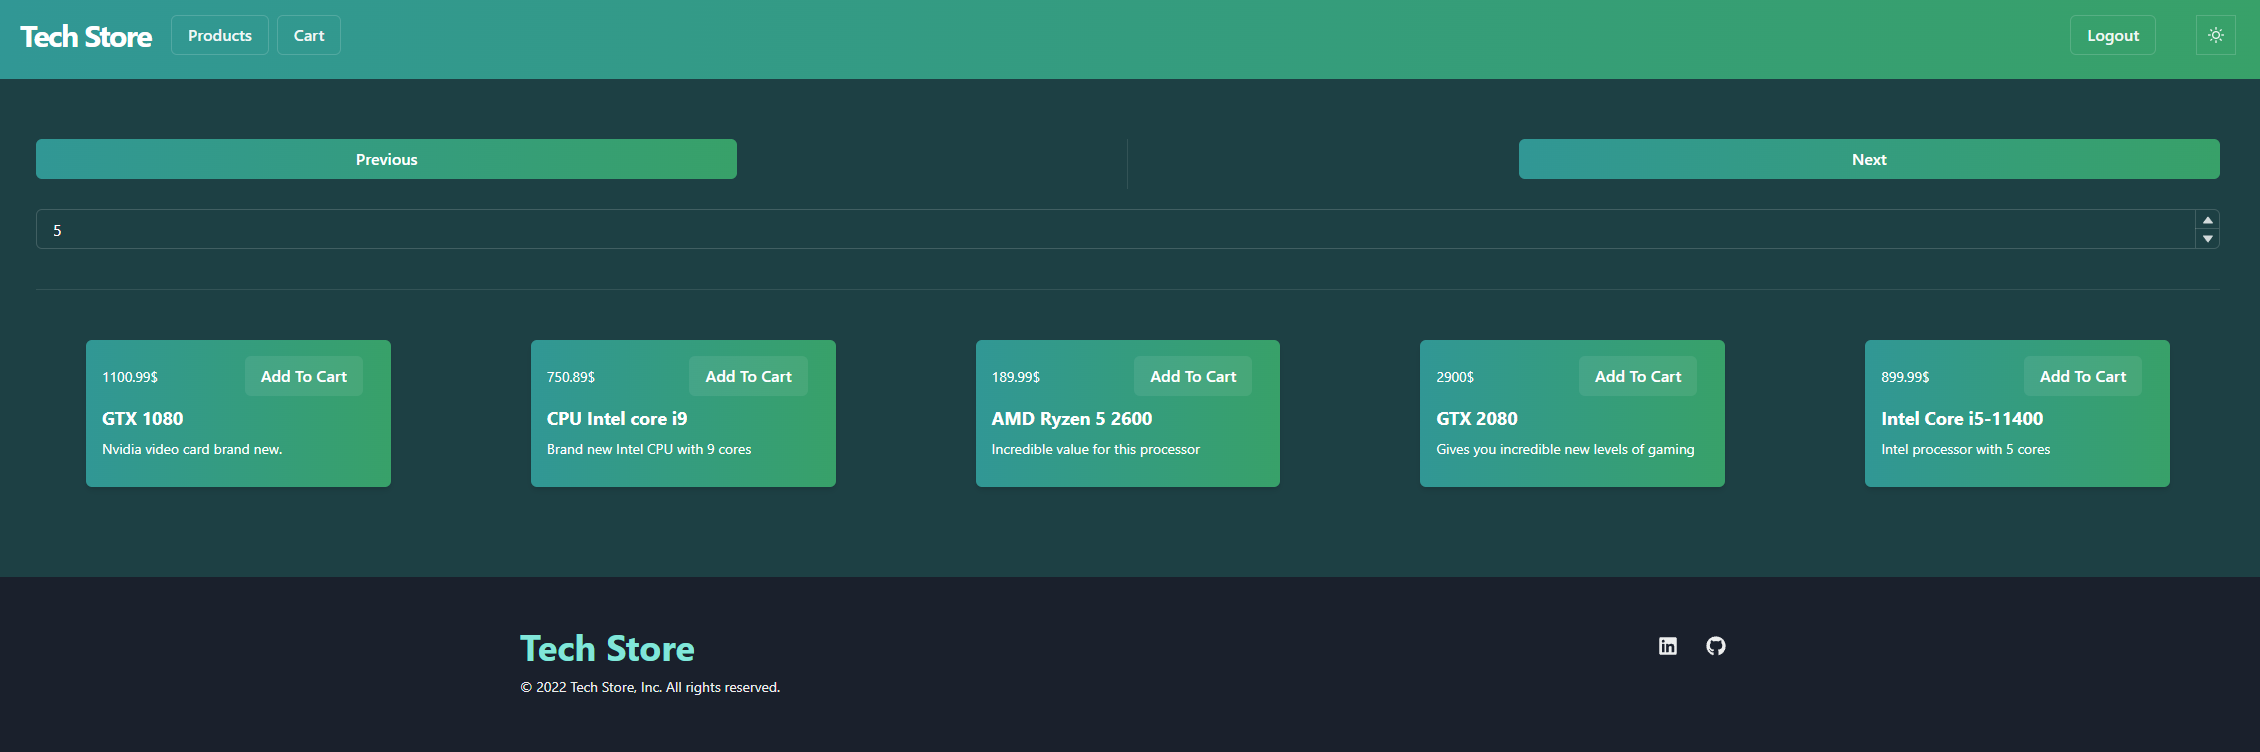 Tech Store
Products
Cart
Logout
Previous
Next
5
1100.99$
Add To Cart
GTX 1080
Nvidia video card brand new.
750.89$
Add To Cart
CPU Intel core i9
Brand new Intel CPU with 9 cores
189.99$
Add To Cart
AMD Ryzen 5 2600
Incredible value for this processor
2900$
Add To Cart
GTX 2080
Gives you incredible new levels of gaming
899.99$
Add To Cart
Intel Core i5-11400
Intel processor with 5 cores
Tech Store
© 2022 Tech Store, Inc. All rights reserved.